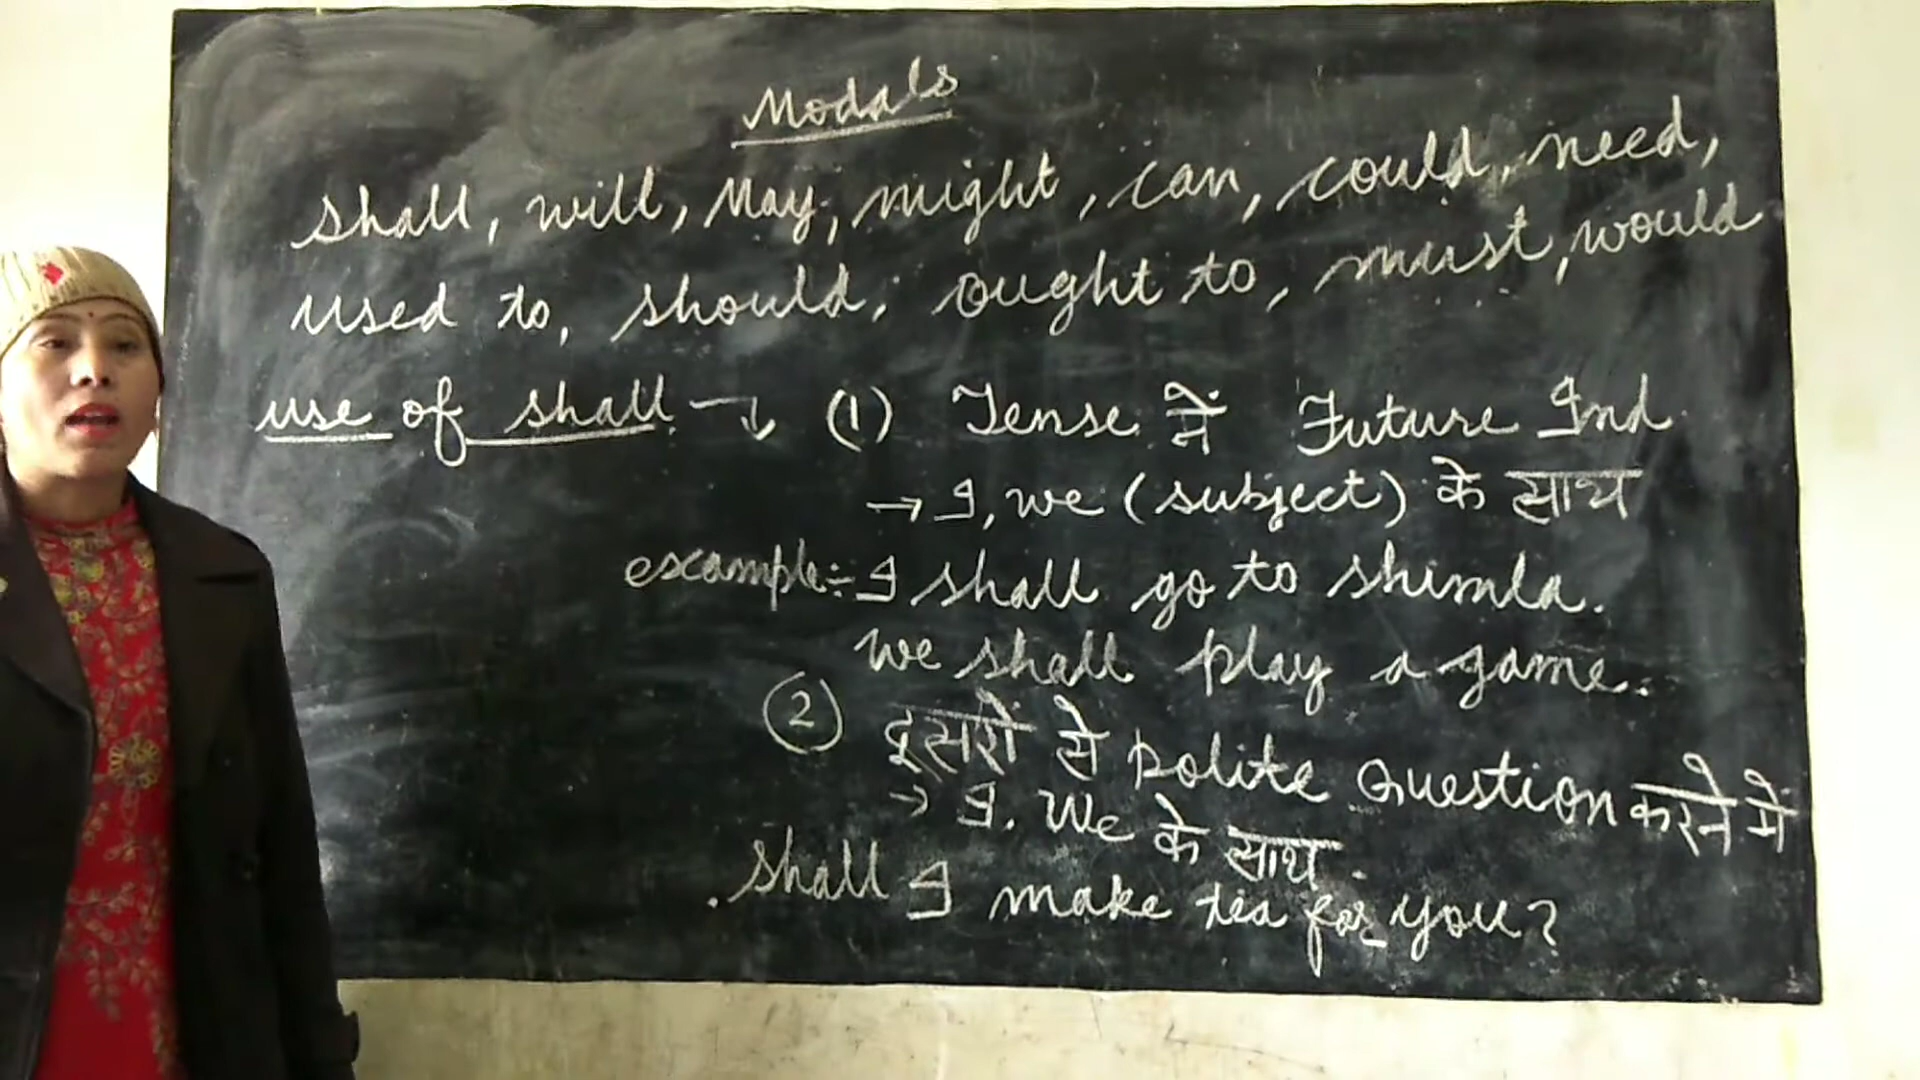 Modals
shall, will, May, might, can, could, need,
used to, should, ought to, must, would
use of shall → (1) Tense में Future Ind
→ I, we (subject) के साथ
example:- I shall go to shimla.
we shall play a game.
(2) दूसरों से polite Question करने में
→ I. We के साथ.
. Shall I make tea for you?